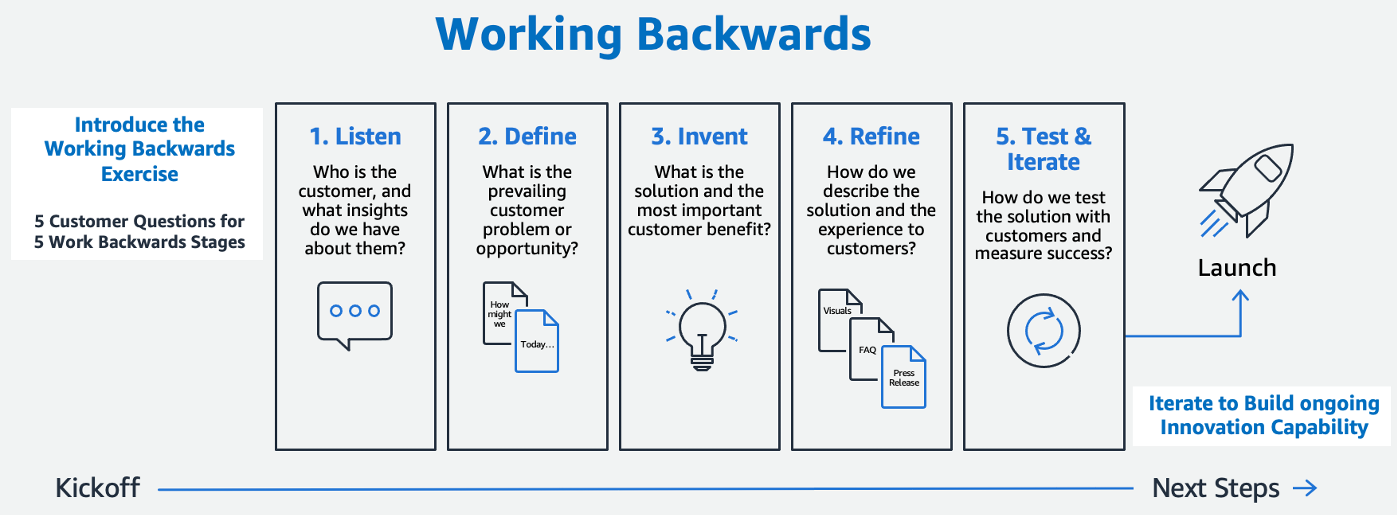 Working Backwards
Introduce the
Working Backwards
Exercise
5 Customer Questions for
5 Work Backwards Stages
1. Listen
Who is the
customer, and
what insights
do we have
about them?
2. Define
What is the
prevailing
customer
problem or
opportunity?
How
might
we
Today...
3. Invent
What is the
solution and the
most important
customer benefit?
4. Refine
How do we
describe the
solution and the
experience to
customers?
Visuals
FAQ
Press
Release
5. Test &
Iterate
How do we test
the solution with
customers and
measure success?
Launch
Iterate to Build ongoing
Innovation Capability
Kickoff
Next Steps